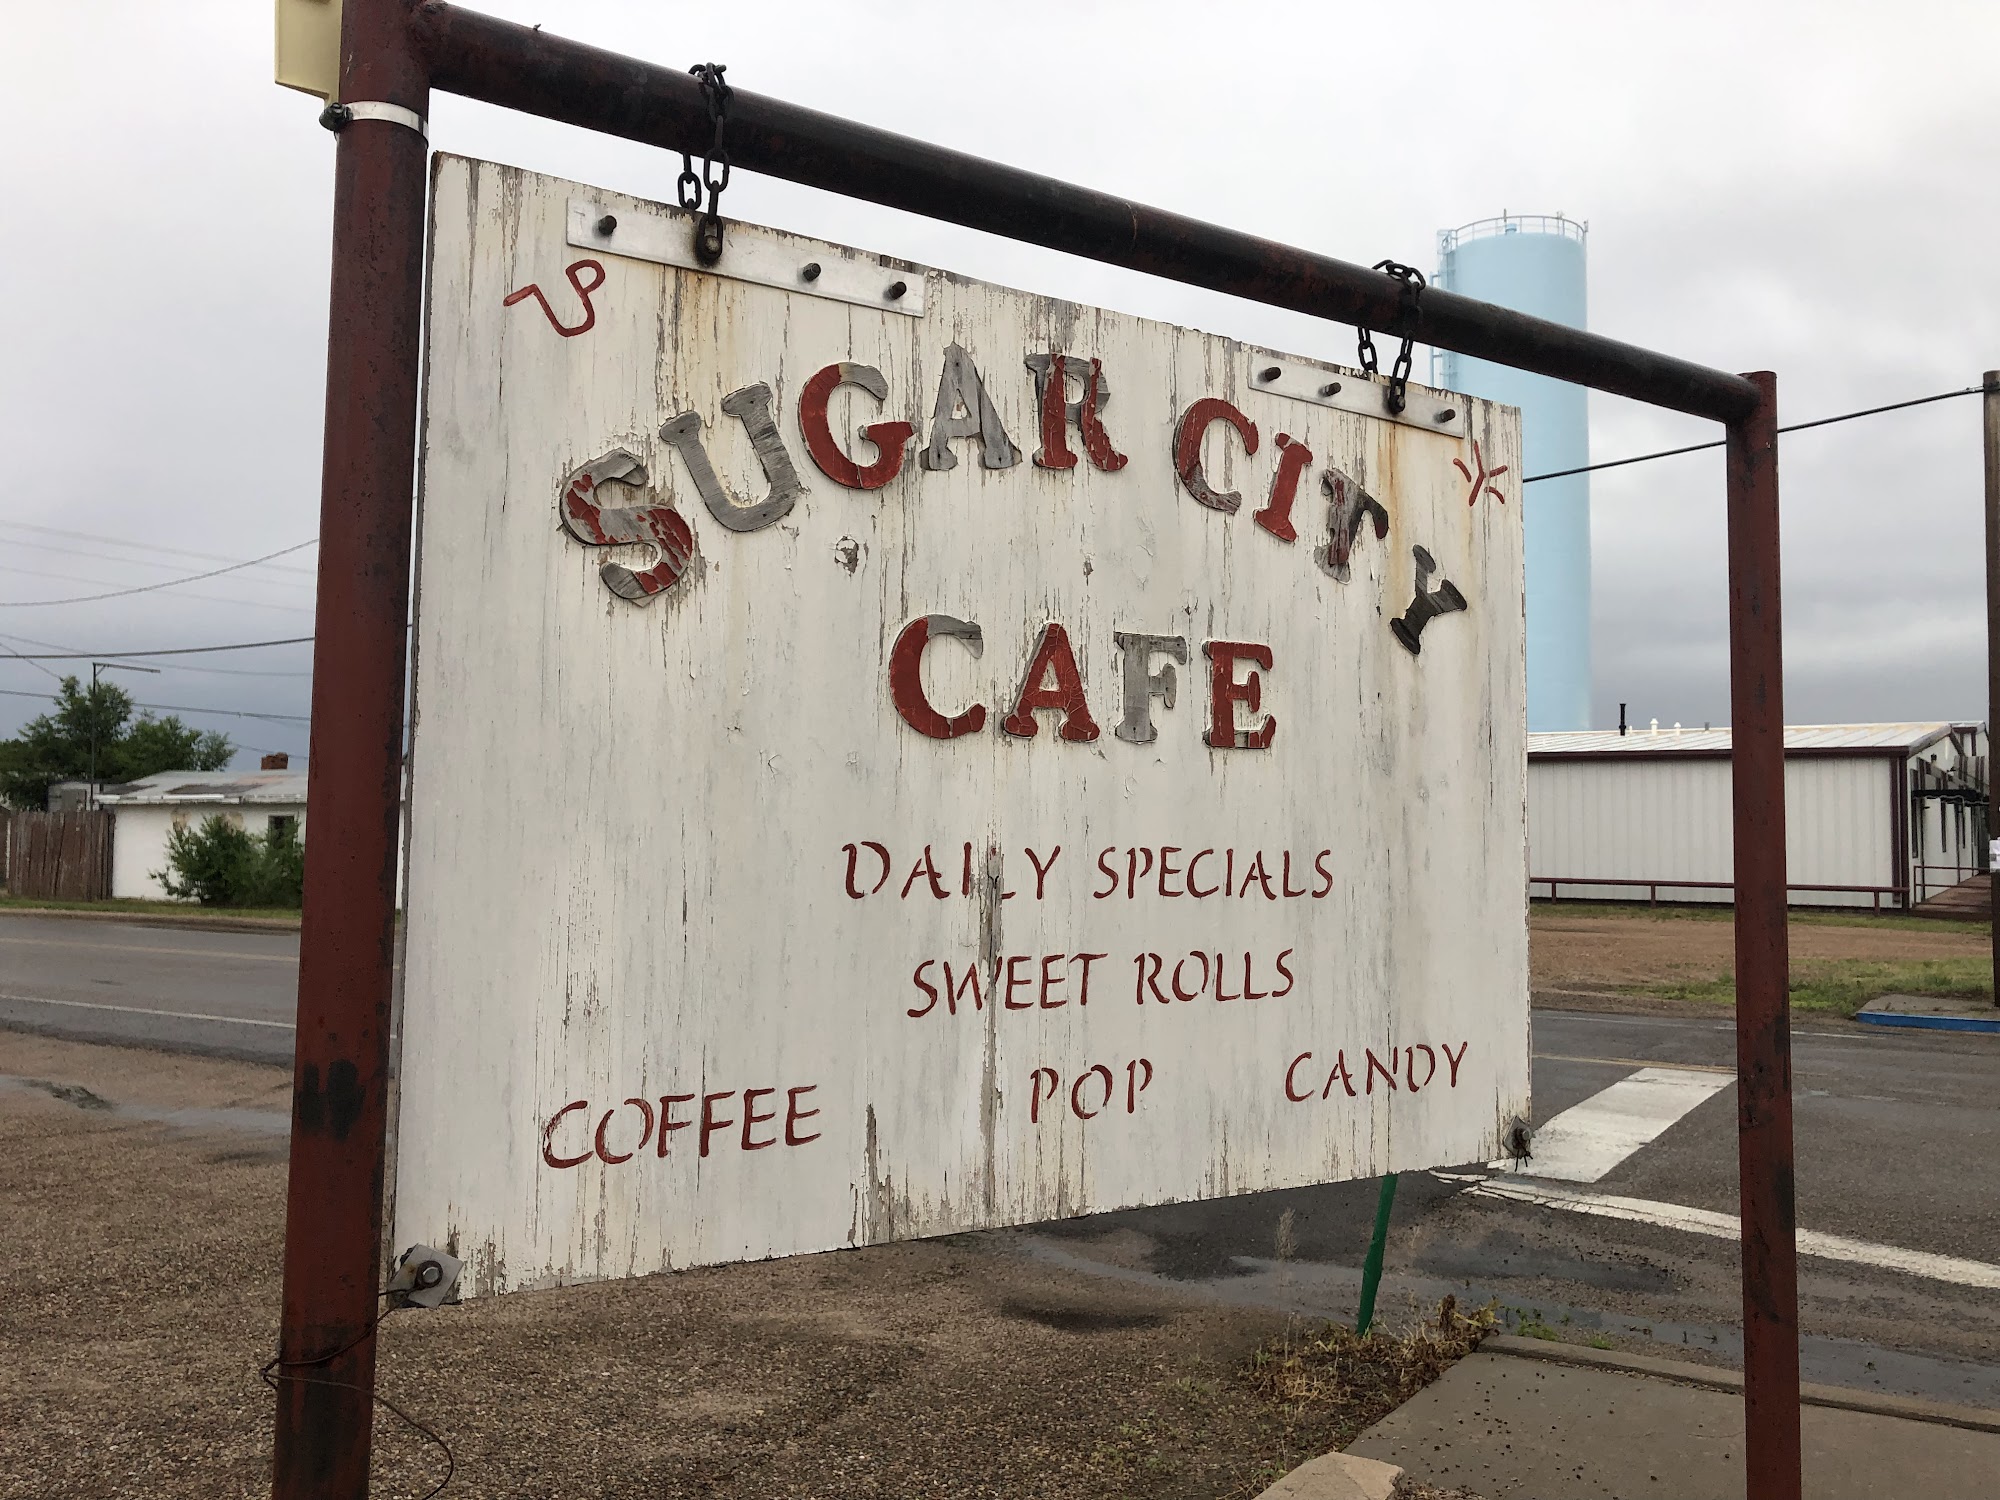 SUGAR CITY
CAFE
DAILY SPECIALS
SWEET ROLLS
COFFEE POP CANDY